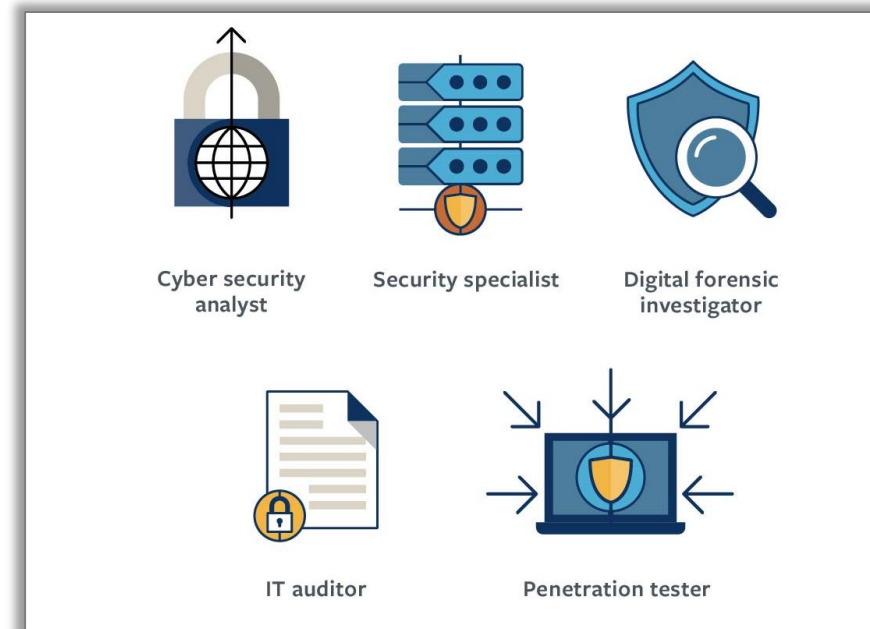 Cyber security
analyst
Security specialist
Digital forensic
investigator
IT auditor
Penetration tester